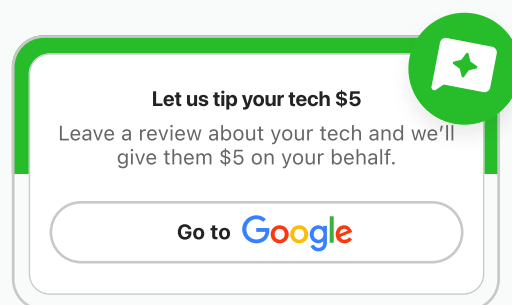 Let us tip your tech $5
Leave a review about your tech and we'll
give them $5 on your behalf.
Go to Google